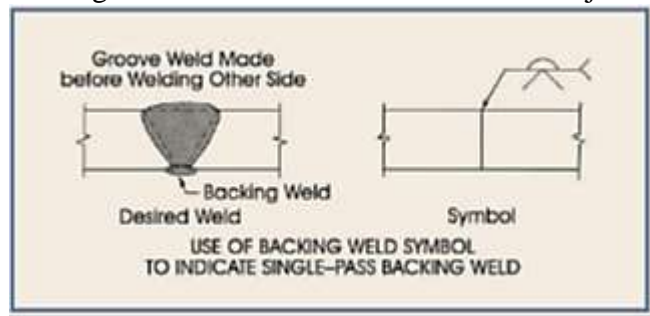 Groove Weld Made
before Welding Other Side
Backing Weld
Desired Weld
Symbol
USE OF BACKING WELD SYMBOL
TO INDICATE SINGLE-PASS BACKING WELD